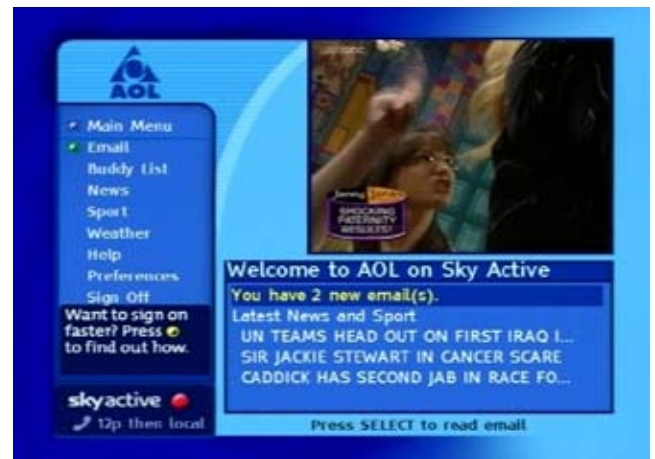 AOL
Main Menu
Email
Buddy List
News
Sport
Weather
Help
Preferences
Sign Off
Want to sign on
faster? Press
to find out how.
skyactive
12p then local
Jenny Jones
SHOCKING
PATERNITY
RESULTS!
Welcome to AOL on Sky Active
You have 2 new email(s).
Latest News and Sport
UN TEAMS HEAD OUT ON FIRST IRAQ I...
SIR JACKIE STEWART IN CANCER SCARE
CADDICK HAS SECOND JAB IN RACE FO...
Press SELECT to read email